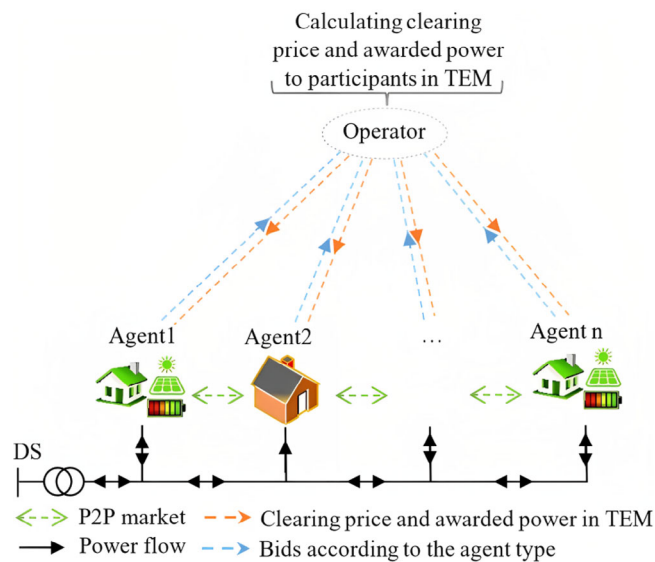 Calculating clearing
price and awarded power
to participants in TEM
Operator
Agent1
Agent2
...
Agent n
DS
P2P market
Clearing price and awarded power in TEM
Power flow
Bids according to the agent type